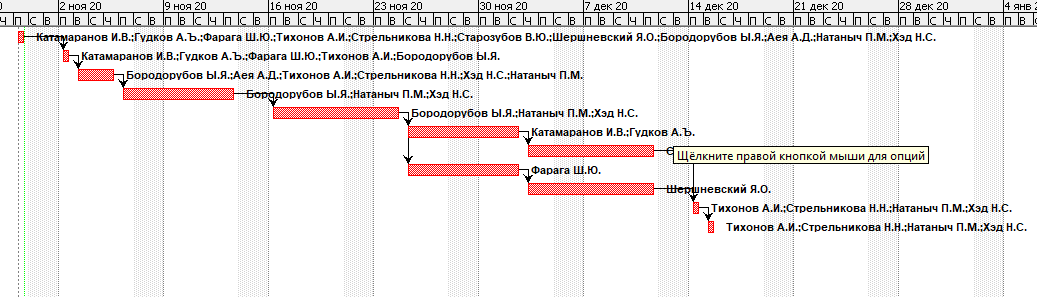 0 2 ноя 20 9 ноя 20 16 ноя 20 23 ноя 20 30 ноя 20 7 дек 20 14 дек 20 21 дек 20 28 дек 20 4 янв 2
П С В П В С Ч П С В П В С Ч П С В П В С Ч П С В П В С Ч П С В П В С Ч П С В П В С Ч П С В П В С Ч П С В П В С Ч П С В П В С Ч П С В П В
Катамаранов И.В.;Гудков А.Ъ.;Фарага Ш.Ю.;Тихонов А.И.;Стрельникова Н.Н.;Старозубов В.Ю.;Шершневский Я.О.;Бородорубов Ы.Я.;Аея А.Д.;Натаныч П.М.;Хэд Н.С.
Катамаранов И.В.;Гудков А.Ъ.;Фарага Ш.Ю.;Тихонов А.И.;Бородорубов Ы.Я.
Бородорубов Ы.Я.;Аея А.Д.;Тихонов А.И.;Стрельникова Н.Н.;Хэд Н.С.;Натаныч П.М.
Бородорубов Ы.Я.;Натаныч П.М.;Хэд Н.С.
Бородорубов Ы.Я.;Натаныч П.М.;Хэд Н.С.
Катамаранов И.В.;Гудков А.Ъ.
Щёлкните правой кнопкой мыши для опций
Фарага Ш.Ю.
Шершневский Я.О.
Тихонов А.И.;Стрельникова Н.Н.;Натаныч П.М.;Хэд Н.С.
Тихонов А.И.;Стрельникова Н.Н.;Натаныч П.М.;Хэд Н.С.